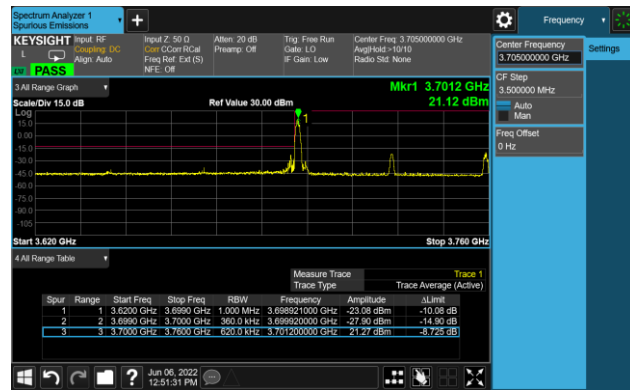 Spectrum Analyzer 1
Spurious Emissions
Frequency
KEYSIGHT
Input: RF
Coupling: DC
Align: Auto
Input Z: 50 Ω
Corr CCorr RCal
Freq Ref: Ext (S)
NFE: Off
Atten: 20 dB
Preamp: Off
Trig: Free Run
Gate: LO
IF Gain: Low
Center Freq: 3.705000000 GHz
Avg|Hold:>10/10
Radio Std: None
L
PASS
Center Frequency
3.705000000 GHz
Settings
CF Step
3.500000 MHz
Auto
Man
Freq Offset
0 Hz
3 All Range Graph
Mkr1 3.7012 GHz
21.12 dBm
Scale/Div 15.0 dB
Ref Value 30.00 dBm
Log
1
15.0
0.00
-15.0
-30.0
-45.0
-60.0
-75.0
-90.0
-105
Start 3.620 GHz
Stop 3.760 GHz
4 All Range Table
Measure Trace Trace 1
Trace Type Trace Average (Active)
Spur Range Start Freq Stop Freq RBW Frequency Amplitude ΔLimit
1 1 3.6200 GHz 3.6990 GHz 1.000 MHz 3.698921000 GHz -23.08 dBm -10.08 dB
2 2 3.6990 GHz 3.7000 GHz 360.0 kHz 3.699920000 GHz -27.90 dBm -14.90 dB
3 3 3.7000 GHz 3.7600 GHz 620.0 kHz 3.701200000 GHz 21.27 dBm -8.725 dB
?
Jun 06, 2022
12:51:31 PM